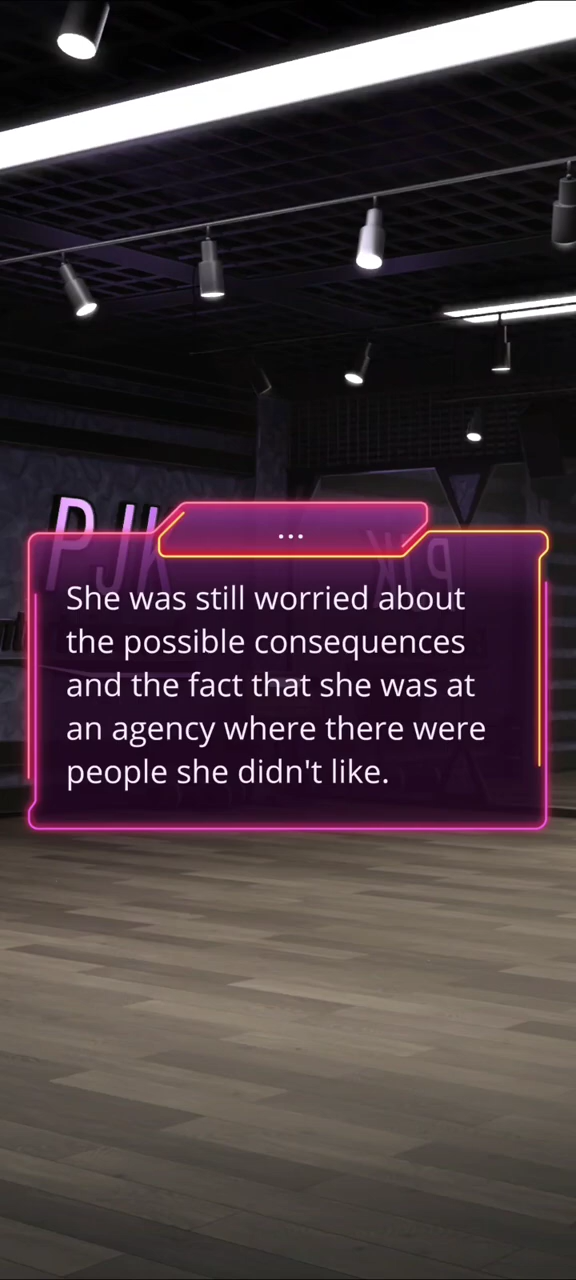 PJK
...
She was still worried about
the possible consequences
and the fact that she was at
an agency where there were
people she didn't like.